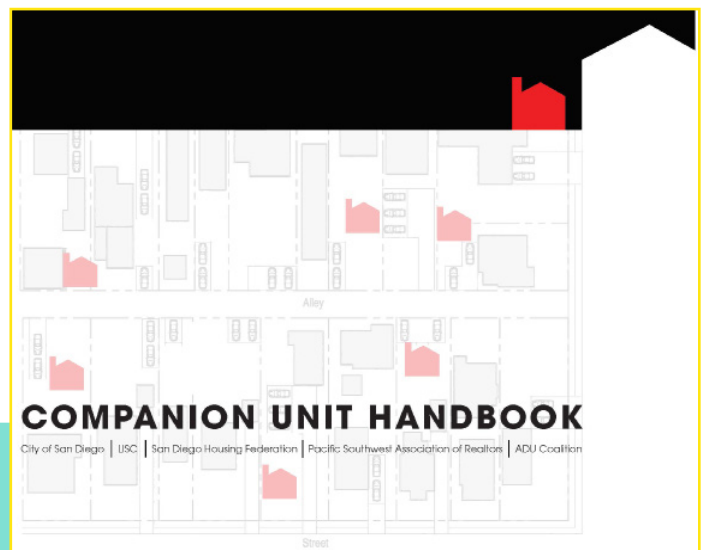 Alley
COMPANION UNIT HANDBOOK
City of San Diego | LISC | San Diego Housing Federation | Pacific Southwest Association of Realtors | ADU Coalition
Street